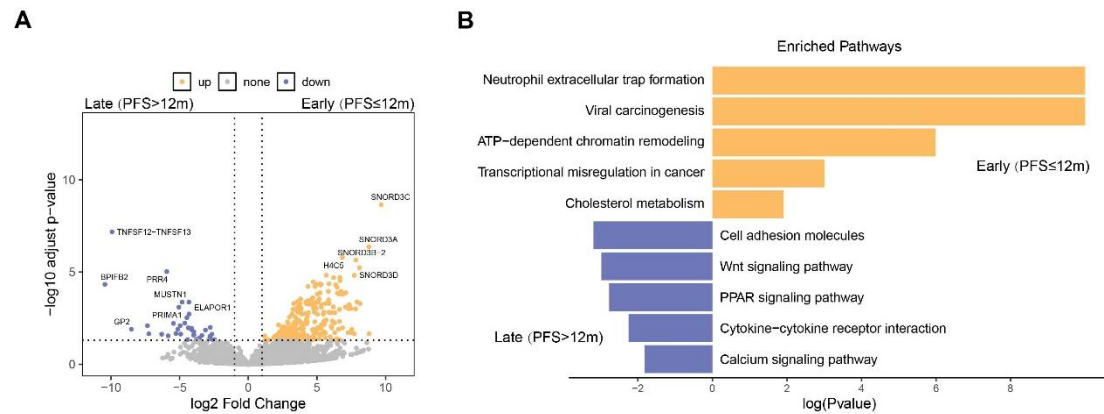 A
up none down
Late (PFS>12m) Early (PFS≤12m)
−log10 adjust p−value
10
5
0
SNORD3C
TNFSF12−TNFSF13
SNORD3A
SNORD3B−2
PRR4
H4C5
SNORD3D
BPIFB2
MUSTN1
ELAPOR1
PRIMA1
GP2
−10 −5 0 5 10
log2 Fold Change
B
Enriched Pathways
Neutrophil extracellular trap formation
Viral carcinogenesis
ATP−dependent chromatin remodeling
Early (PFS≤12m)
Transcriptional misregulation in cancer
Cholesterol metabolism
Cell adhesion molecules
Wnt signaling pathway
PPAR signaling pathway
Cytokine−cytokine receptor interaction
Late (PFS>12m)
Calcium signaling pathway
−2 0 2 4 6 8
log(Pvalue)